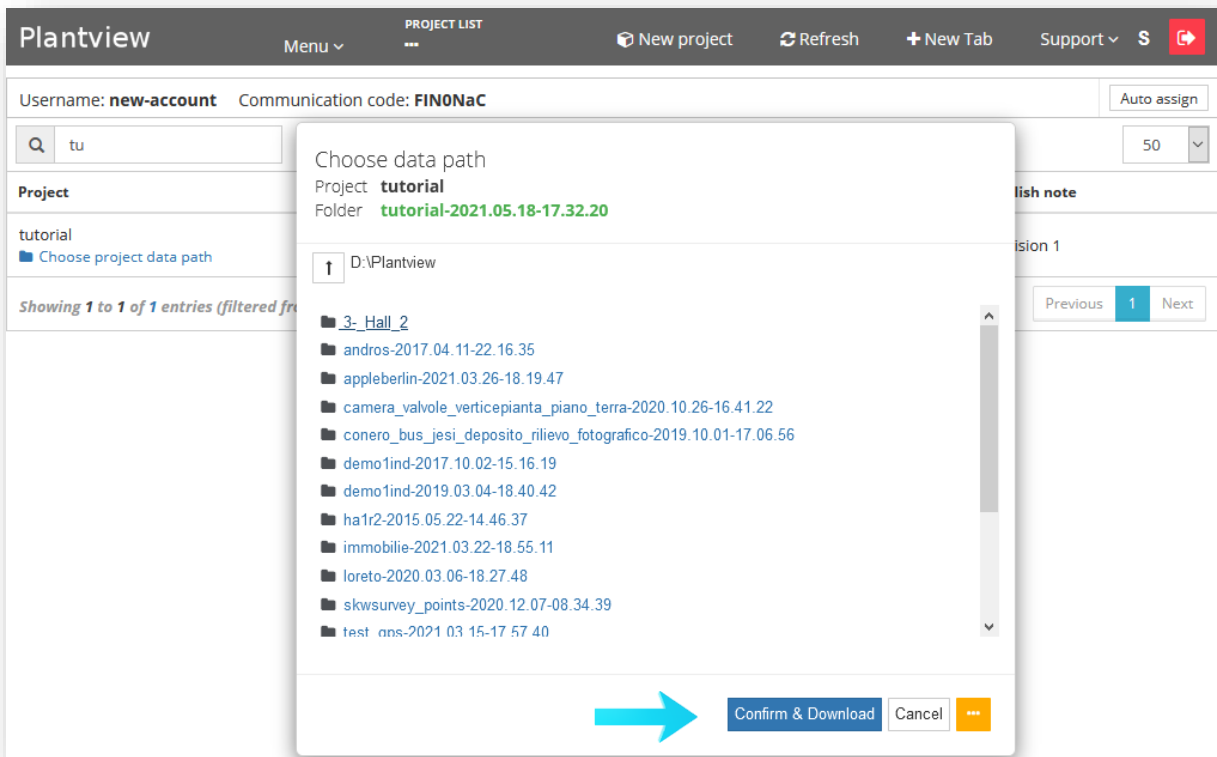 Plantview
Menu
PROJECT LIST
New project
Refresh
New Tab
Support
S
Username: new-account Communication code: FIN0NaC
Auto assign
tu
50
Project
lish note
tutorial
Choose project data path
ision 1
Showing 1 to 1 of 1 entries (filtered fr
Previous 1 Next
Choose data path
Project tutorial
Folder tutorial-2021.05.18-17.32.20
D:\Plantview
3-_Hall_2
andros-2017.04.11-22.16.35
appleberlin-2021.03.26-18.19.47
camera_valvole_verticepianta_piano_terra-2020.10.26-16.41.22
conero_bus_jesi_deposito_rilievo_fotografico-2019.10.01-17.06.56
demo1ind-2017.10.02-15.16.19
demo1ind-2019.03.04-18.40.42
ha1r2-2015.05.22-14.46.37
immobilie-2021.03.22-18.55.11
loreto-2020.03.06-18.27.48
skwsurvey_points-2020.12.07-08.34.39
test_gps-2021.03.15-17.57.40
Confirm & Download
Cancel